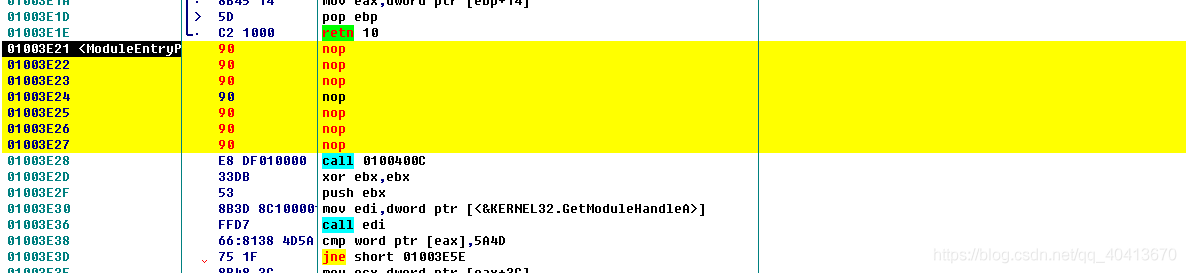 01003E1A 8B45 14 mov eax,dword ptr [ebp+14]
01003E1D > 5D pop ebp
01003E1E . C2 1000 retn 10
01003E21 <ModuleEntryP 90 nop
01003E22 90 nop
01003E23 90 nop
01003E24 90 nop
01003E25 90 nop
01003E26 90 nop
01003E27 90 nop
01003E28 E8 DF010000 call 0100400C
01003E2D 33DB xor ebx,ebx
01003E2F 53 push ebx
01003E30 8B3D 8C10000 mov edi,dword ptr [<&KERNEL32.GetModuleHandleA>]
01003E36 FFD7 call edi
01003E38 66:8138 4D5A cmp word ptr [eax],5A4D
01003E3D 75 1F jne short 01003E5E
01003E3F 8B48 3C mov ecx,dword ptr [eax+3C]
https://blog.csdn.net/qq_40413670